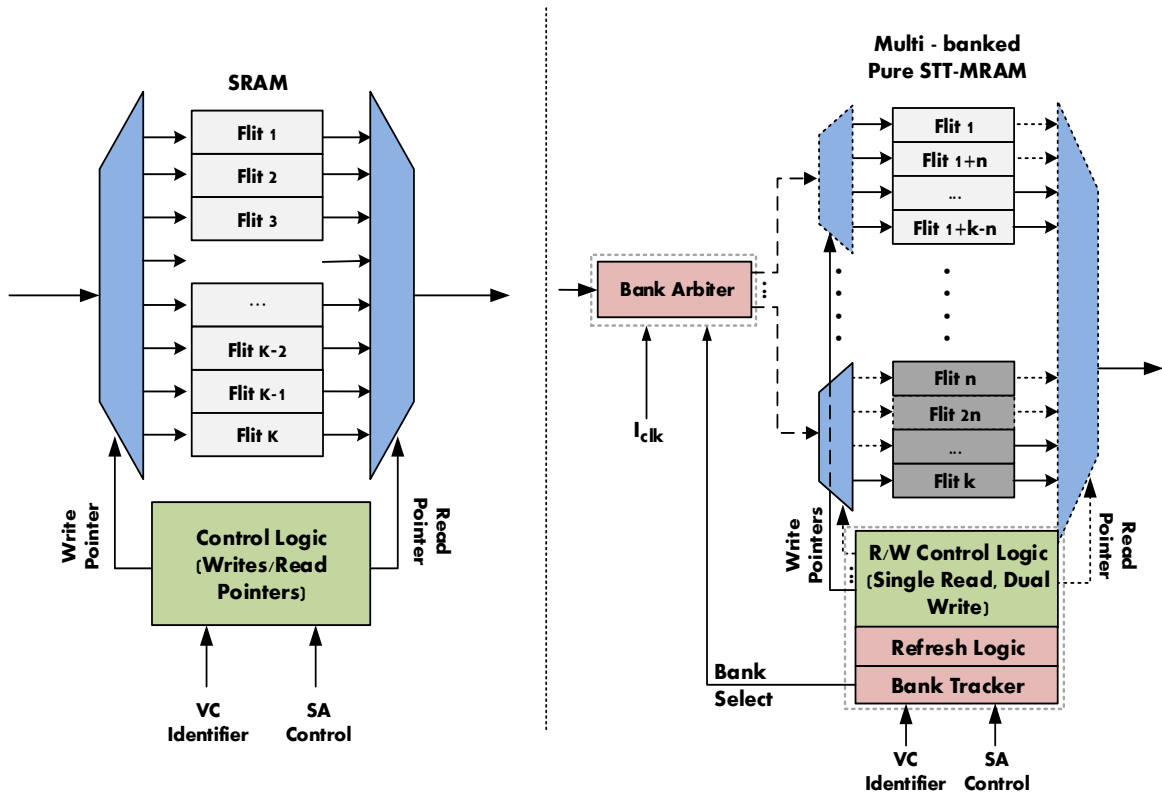 SRAM
Flit 1
Flit 2
Flit 3
...
Flit K-2
Flit K-1
Flit K
Write
Pointer
Read
Pointer
Control Logic
(Writes/Read
Pointers)
VC
Identifier
SA
Control
Multi - banked
Pure STT-MRAM
Flit 1
Flit 1+n
...
Flit 1+k-n
Bank Arbiter
I_clk
Flit n
Flit 2n
...
Flit k
Write
Pointers
Read
Pointer
R/W Control Logic
(Single Read, Dual
Write)
Refresh Logic
Bank Tracker
Bank
Select
VC
Identifier
SA
Control